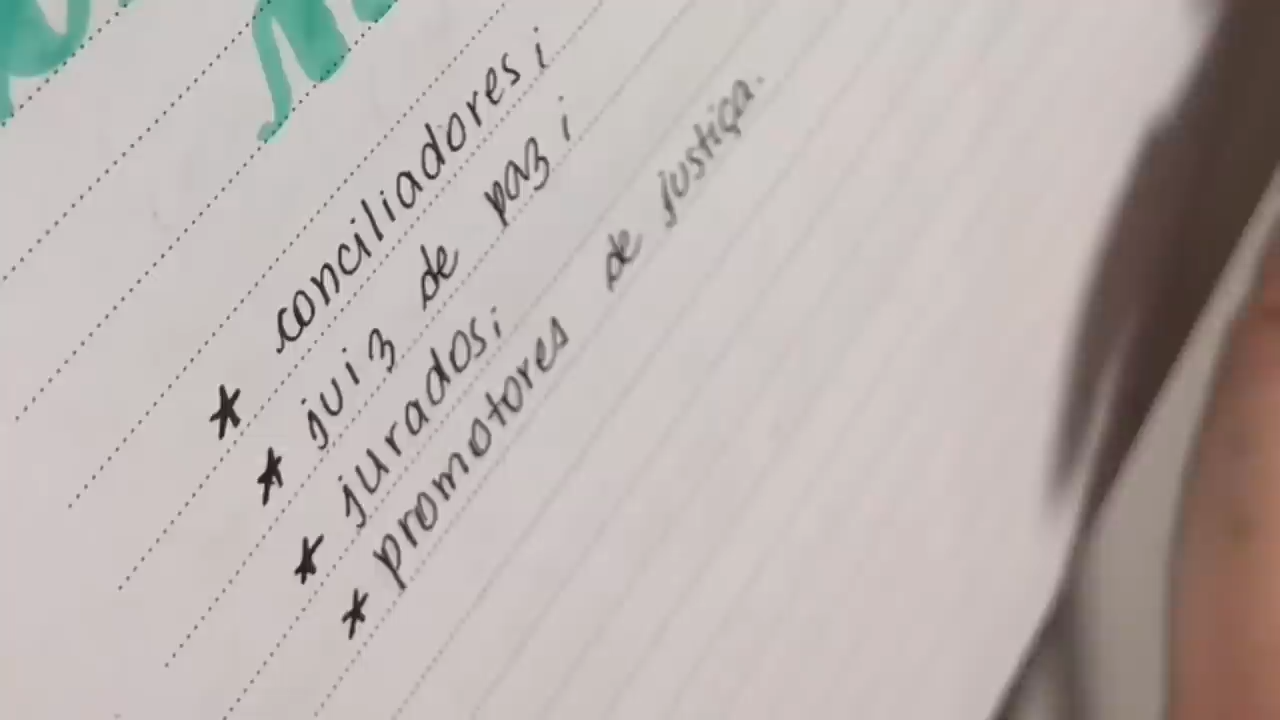 * conciliadores;
* juiz de paz;
* jurados;
* promotores de justiça.